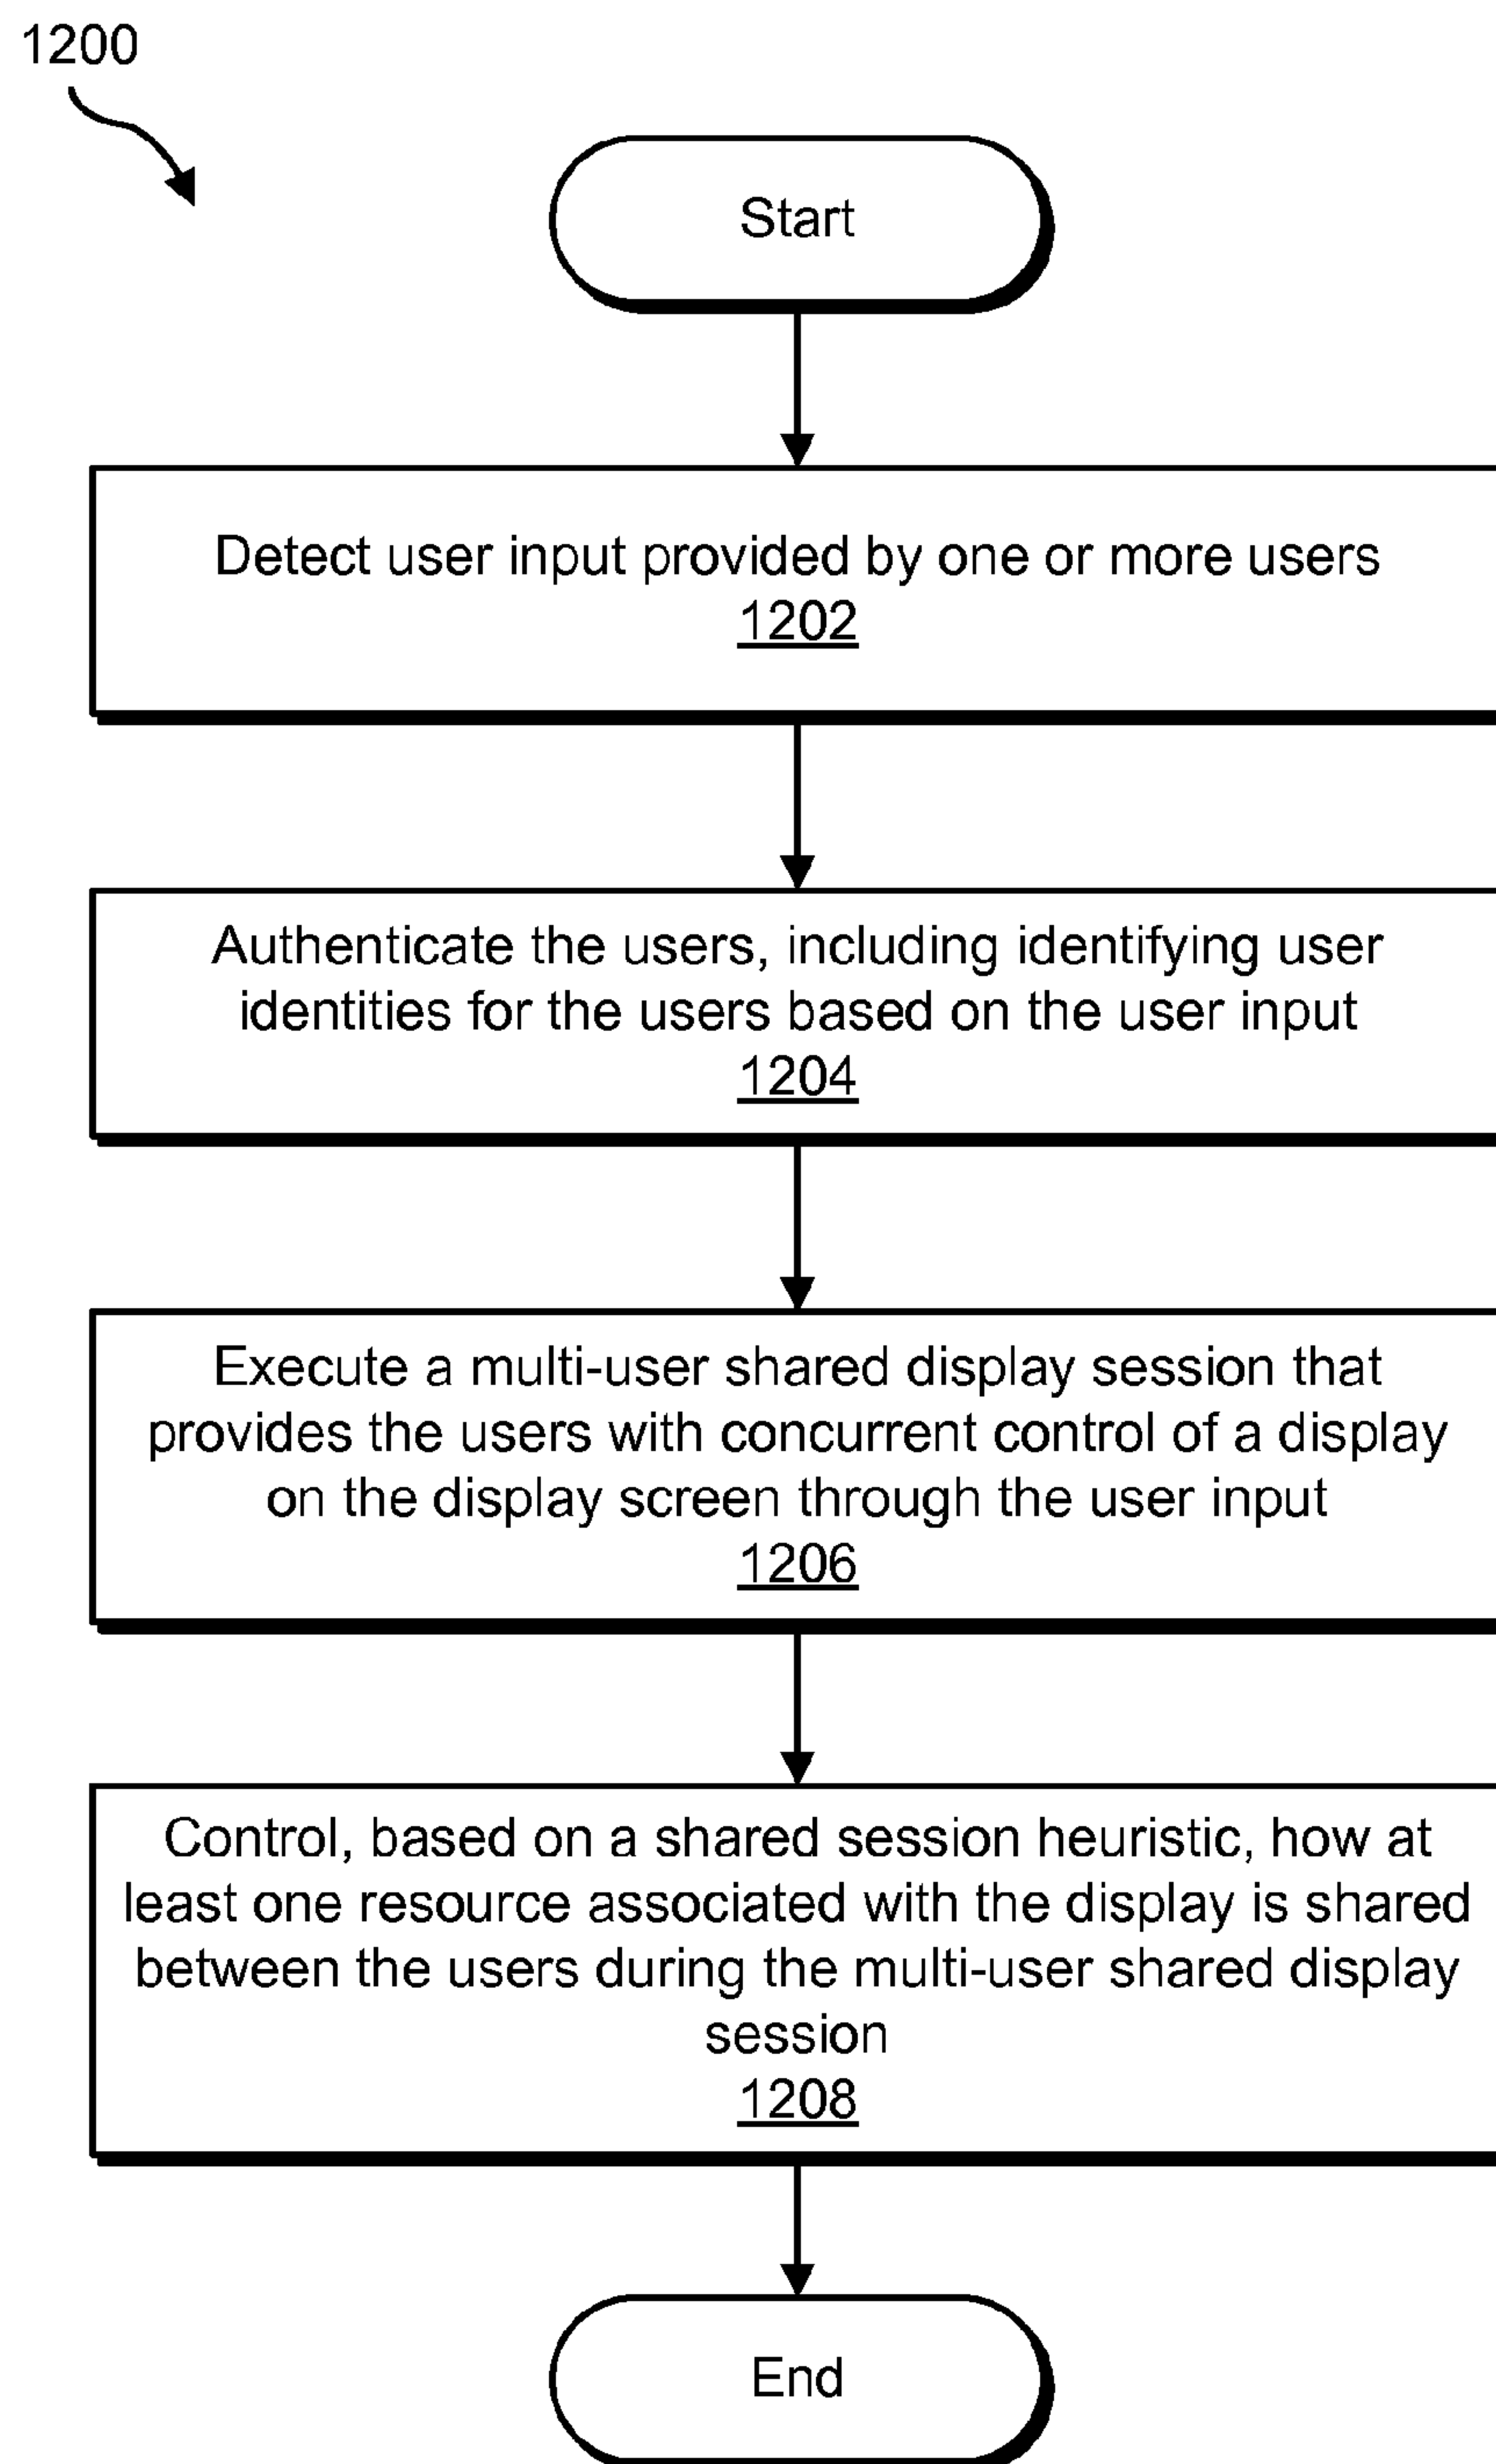 1200
Start
Detect user input provided by one or more users
1202
Authenticate the users, including identifying user
identities for the users based on the user input
1204
Execute a multi-user shared display session that
provides the users with concurrent control of a display
on the display screen through the user input
1206
Control, based on a shared session heuristic, how at
least one resource associated with the display is shared
between the users during the multi-user shared display
session
1208
End